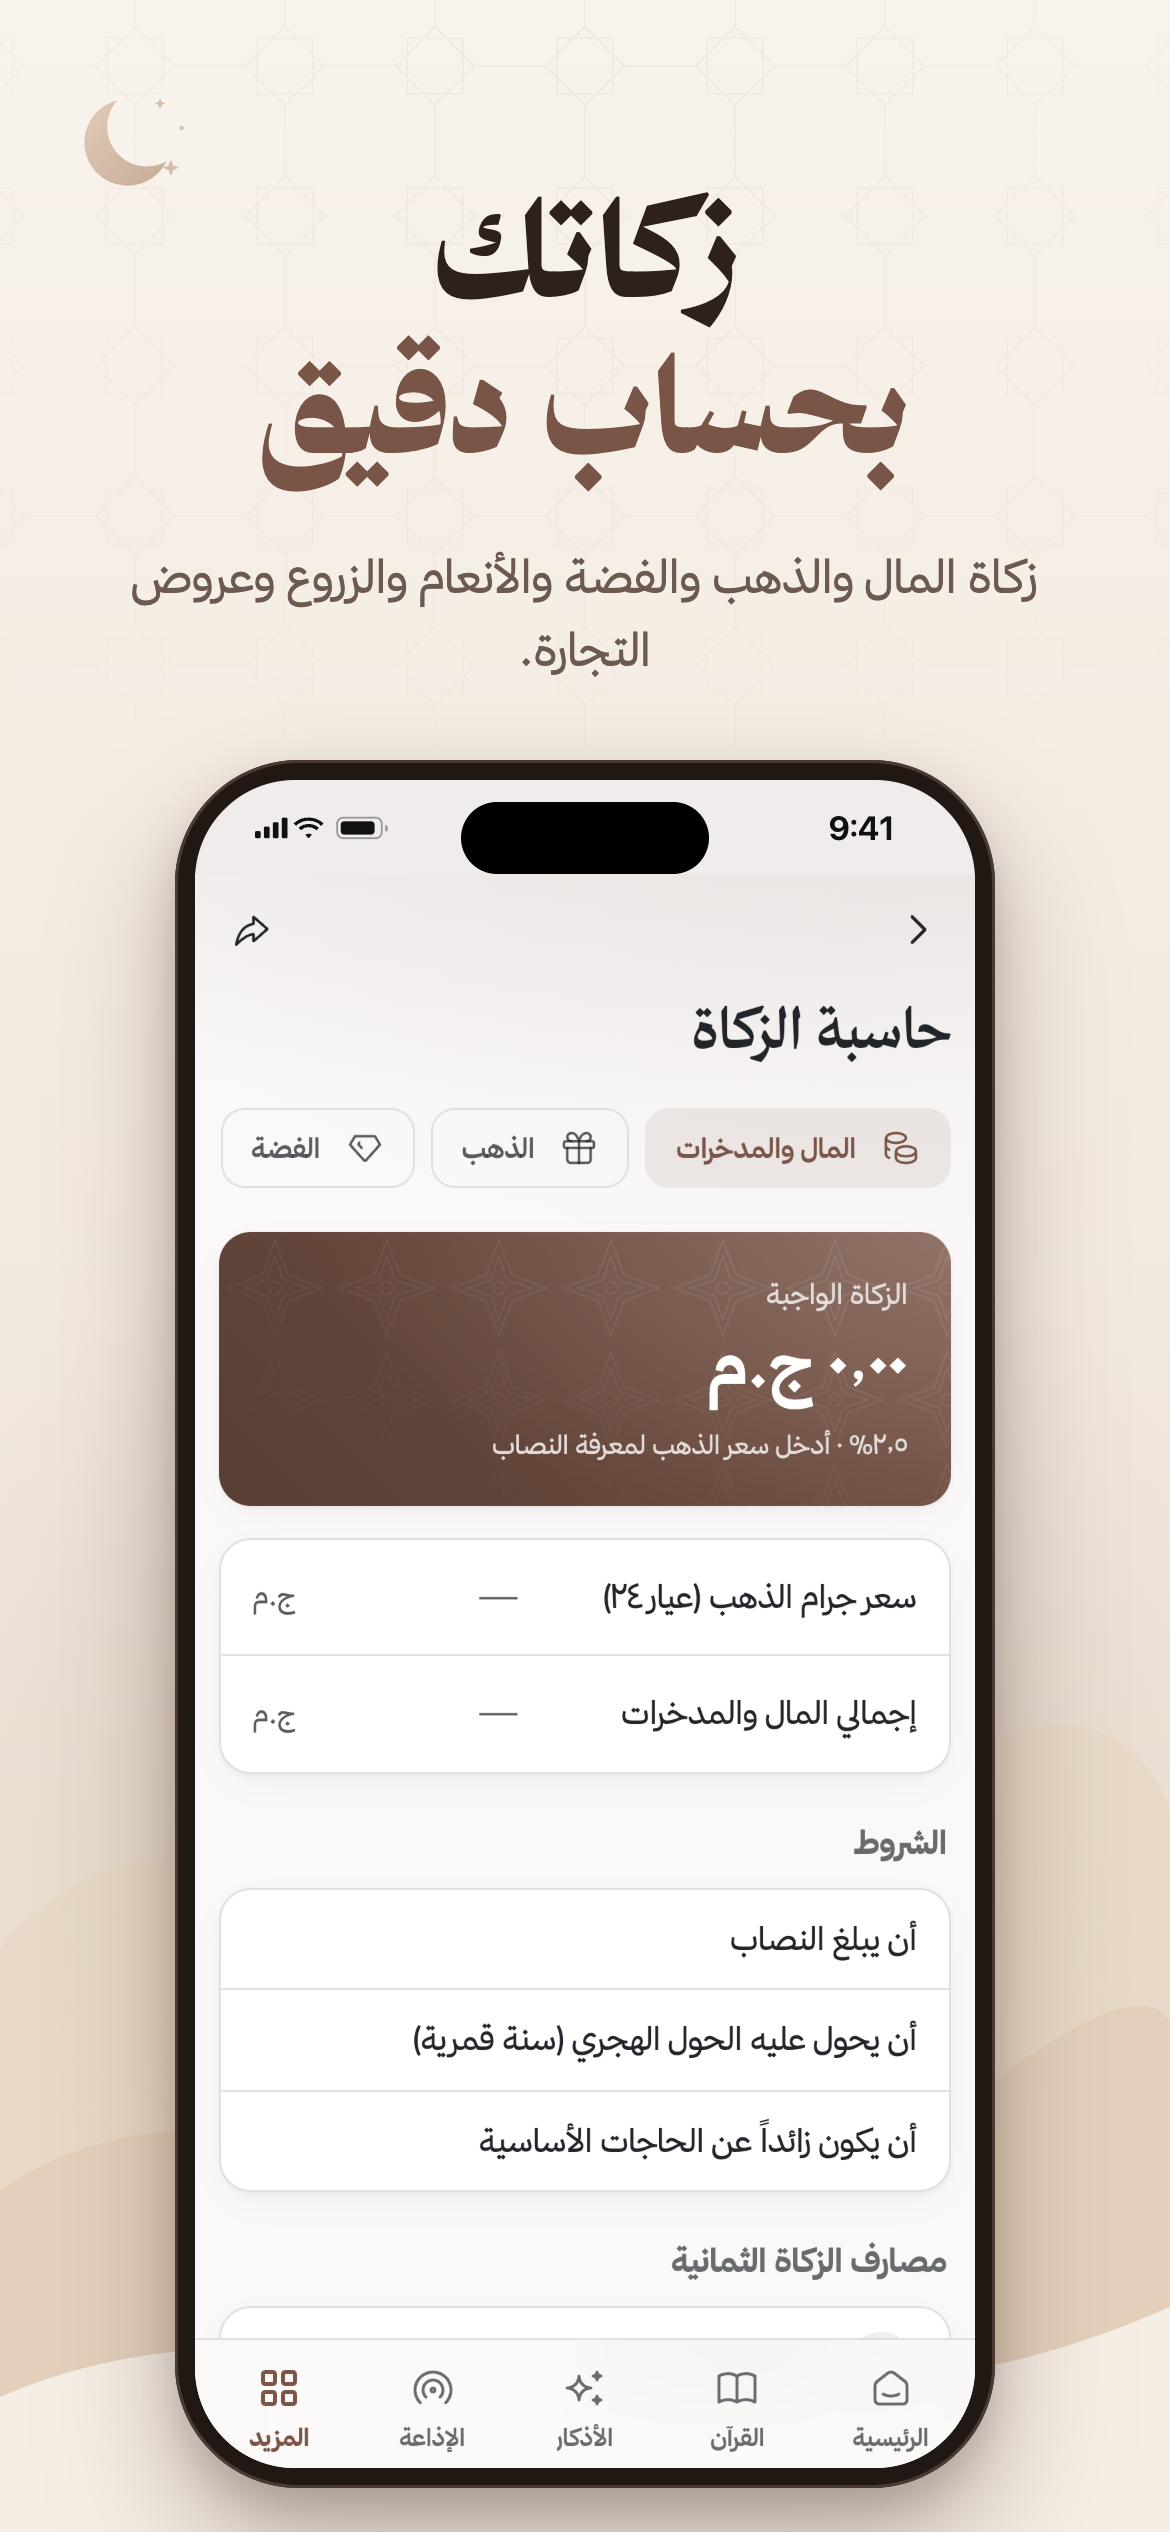 زكاتك
بحساب دقيق
زكاة المال والذهب والفضة والأنعام والزروع وعروض
التجارة.
9:41
حاسبة الزكاة
المال والمدخرات
الذهب
الفضة
الزكاة الواجبة
٠,٠٠ ج.م
٢,٥% · أدخل سعر الذهب لمعرفة النصاب
سعر جرام الذهب (عيار ٢٤) — ج.م
إجمالي المال والمدخرات — ج.م
الشروط
أن يبلغ النصاب
أن يحول عليه الحول الهجري (سنة قمرية)
أن يكون زائداً عن الحاجات الأساسية
مصارف الزكاة الثمانية
الرئيسية
القرآن
الأذكار
الإذاعة
المزيد